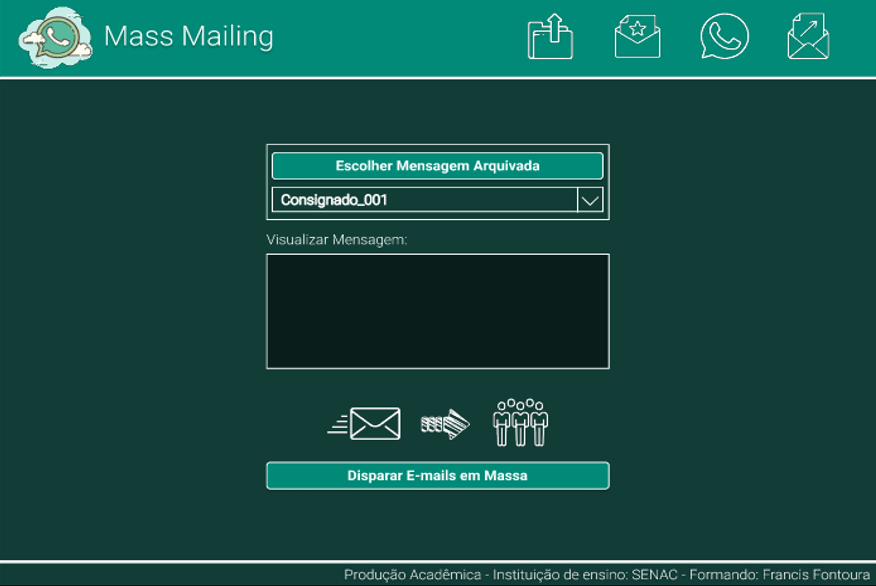 Mass Mailing
Escolher Mensagem Arquivada
Consignado_001
Visualizar Mensagem:
Disparar E-mails em Massa
Produção Acadêmica - Instituição de ensino: SENAC - Formando: Francis Fontoura